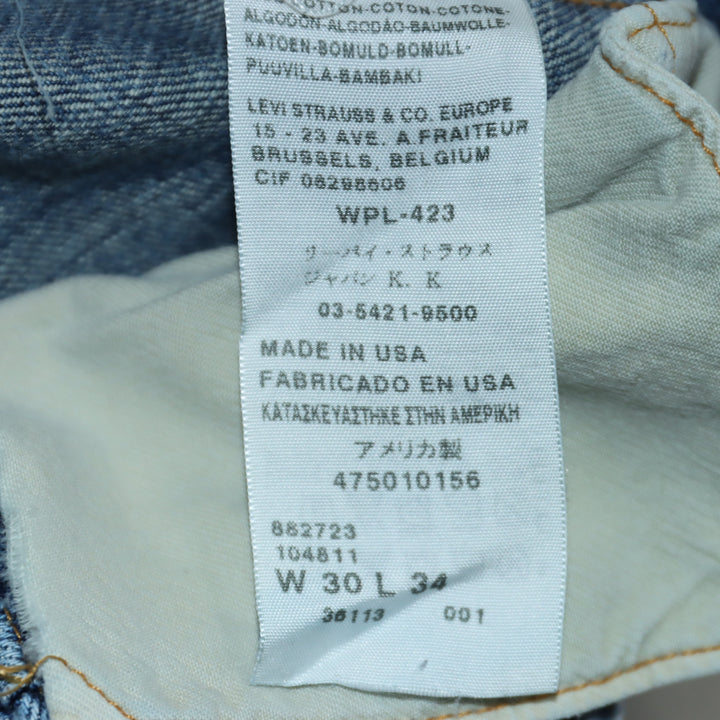 COTTON-COTON-COTONE-
ALGODÓN-ALGODÃO-BAUMWOLLE-
KATOEN-BOMULD-BOMULL-
PUUVILLA-BAMBAKI
LEVI STRAUSS & CO. EUROPE
15 - 23 AVE. A.FRAITEUR
BRUSSELS, BELGIUM
CIF 08298606
WPL-423
リーバイ・ストラウス
ジャパン K. K
03-5421-9500
MADE IN USA
FABRICADO EN USA
ΚΑΤΑΣΚΕΥΑΣΤΗΚΕ ΣΤΗΝ ΑΜΕΡΙΚΗ
アメリカ製
475010156
882723
104811
W 30 L 34
36113 001